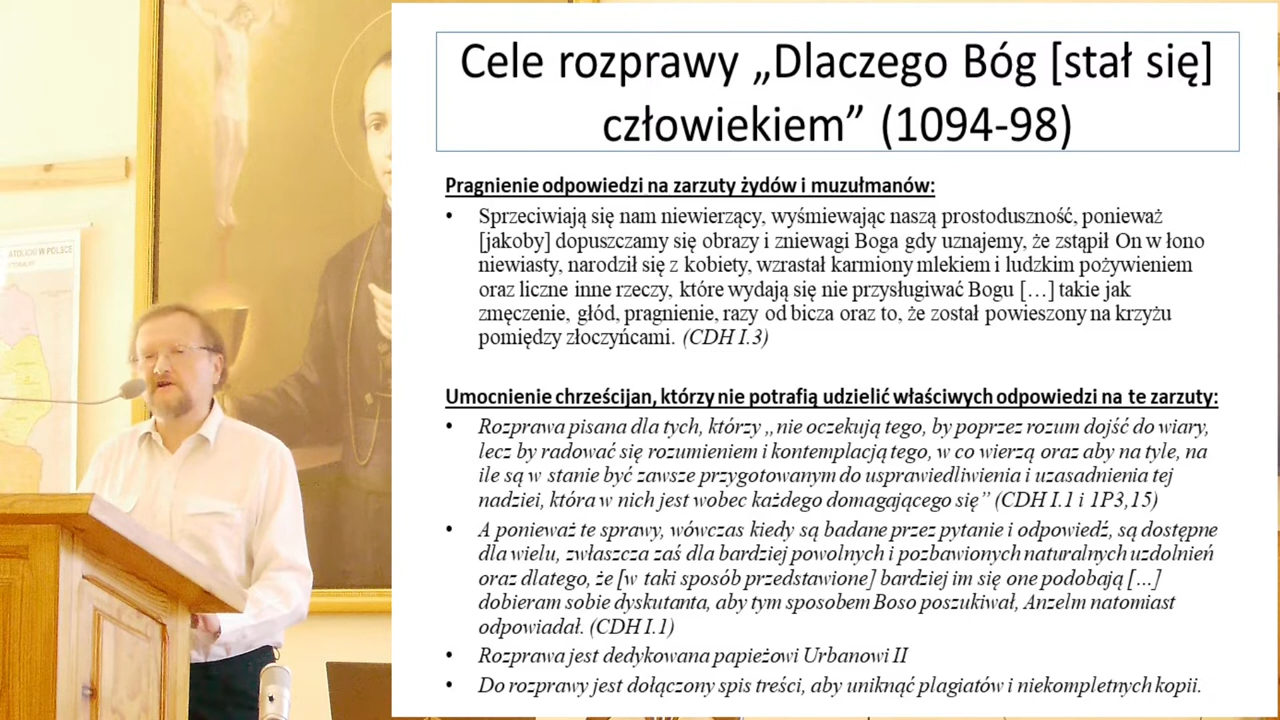 ATOLICKI W POLSCE
Cele rozprawy „Dlaczego Bóg [stał się]
człowiekiem” (1094-98)
Pragnienie odpowiedzi na zarzuty żydów i muzułmanów:
• Sprzeciwiają się nam niewierzący, wyśmiewając naszą prostoduszność, ponieważ
[jakoby] dopuszczamy się obrazy i zniewagi Boga gdy uznajemy, że zstąpił On w łono
niewiasty, narodził się z kobiety, wzrastał karmiony mlekiem i ludzkim pożywieniem
oraz liczne inne rzeczy, które wydają się nie przysługiwać Bogu […] takie jak
zmęczenie, głód, pragnienie, razy od bicza oraz to, że został powieszony na krzyżu
pomiędzy złoczyńcami. (CDH I.3)
Umocnienie chrześcijan, którzy nie potrafią udzielić właściwych odpowiedzi na te zarzuty:
• Rozprawa pisana dla tych, którzy „nie oczekują tego, by poprzez rozum dojść do wiary,
lecz by radować się rozumieniem i kontemplacją tego, w co wierzą oraz aby na tyle, na
ile są w stanie być zawsze przygotowanym do usprawiedliwienia i uzasadnienia tej
nadziei, która w nich jest wobec każdego domagającego się” (CDH I.1 i 1P3,15)
• A ponieważ te sprawy, wówczas kiedy są badane przez pytanie i odpowiedź, są dostępne
dla wielu, zwłaszcza zaś dla bardziej powolnych i pozbawionych naturalnych uzdolnień
oraz dlatego, że [w taki sposób przedstawione] bardziej im się one podobają […]
dobieram sobie dyskutanta, aby tym sposobem Boso poszukiwał, Anzelm natomiast
odpowiadał. (CDH I.1)
• Rozprawa jest dedykowana papieżowi Urbanowi II
• Do rozprawy jest dołączony spis treści, aby uniknąć plagiatów i niekompletnych kopii.